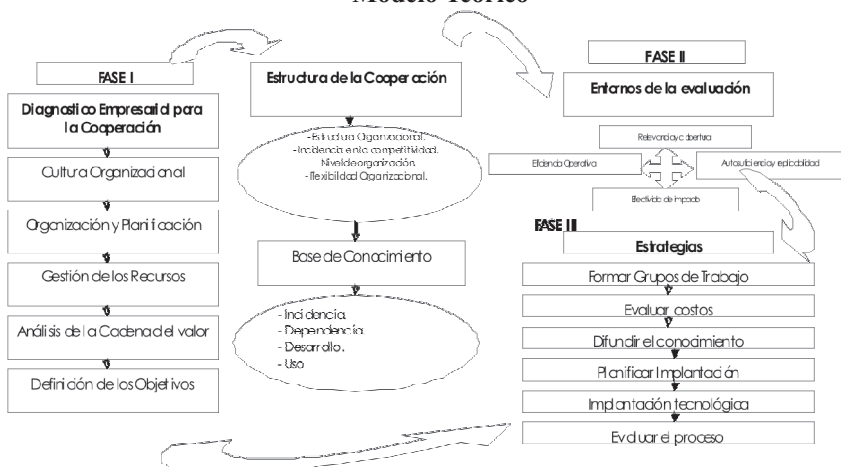 Modelo Teórico
FASE I
Diagnostico Empresarial para
la Cooperación
Cultura Organizacional
Organización y Planificación
Gestión de los Recursos
Análisis de la Cadena del valor
Definición de los Objetivos
Estructura de la Cooperación
- Estructura Organizacional.
- Incidencia en la competitividad.
Nivel de organización.
- Flexibilidad Organizacional.
Base de Conocimiento
- Incidencia.
- Dependencia.
- Desarrollo.
- Uso
FASE II
Entornos de la evaluación
Relevancia y cobertura
Eficiencia Operativa
Autosuficiencia y replicabilidad
Efectivida de impacto
FASE III
Estrategias
Formar Grupos de Trabajo
Evaluar costos
Difundir el conocimiento
Planificar Implantación
Implantación tecnológica
Evaluar el proceso